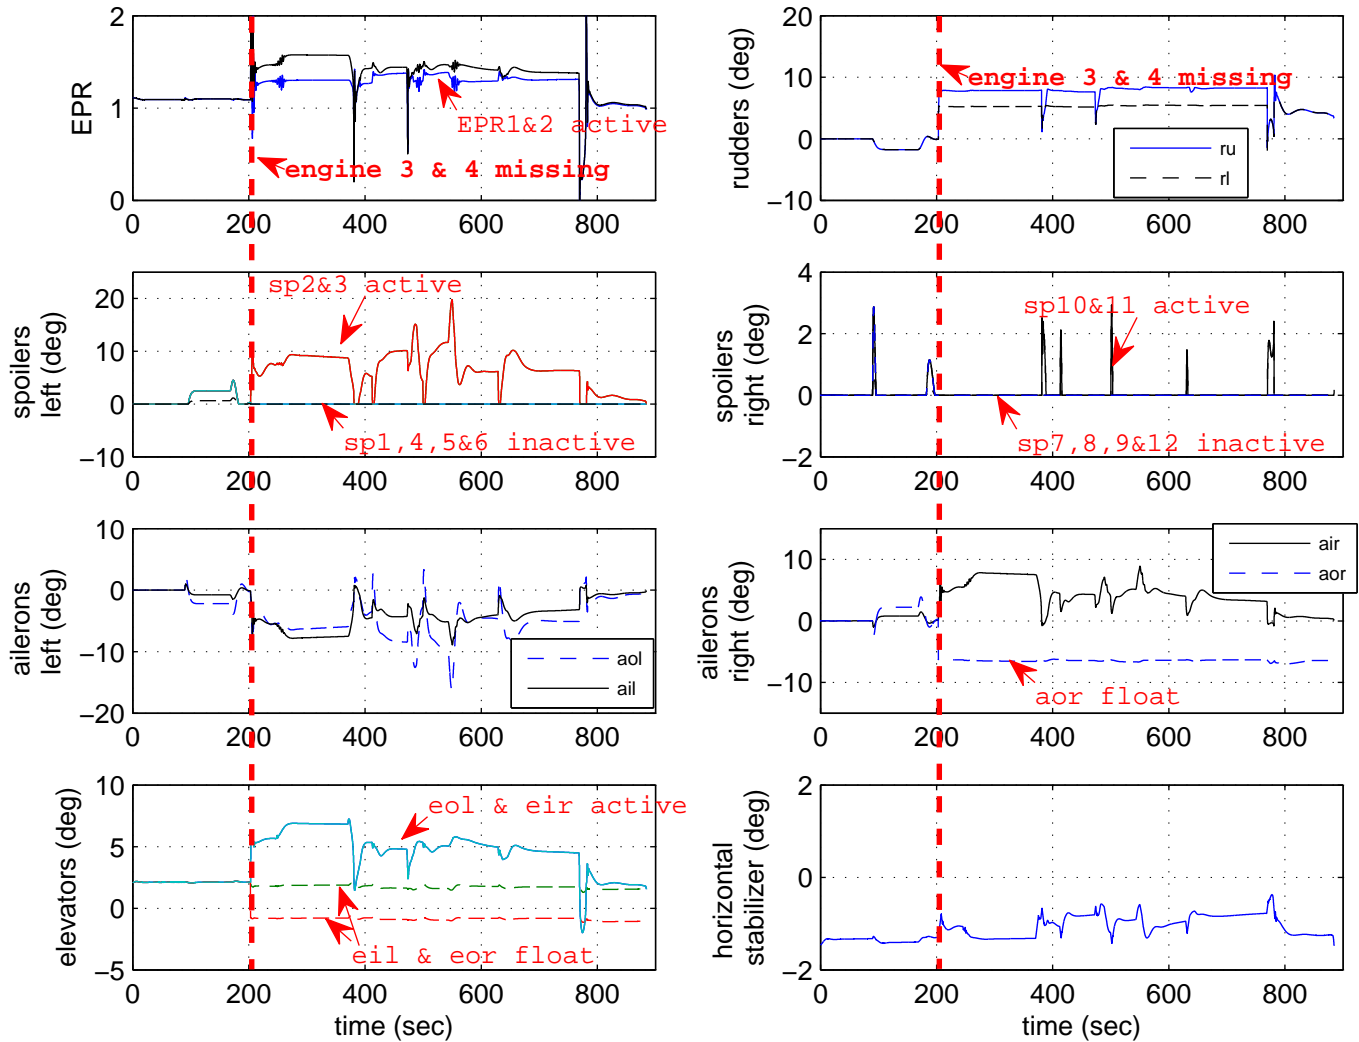 2
1
0
EPR
EPR1&2 active
engine 3 & 4 missing
0 200 400 600 800
20
10
0
−10
rudders (deg)
engine 3 & 4 missing
ru
rl
0 200 400 600 800
20
10
0
−10
spoilers
left (deg)
sp2&3 active
sp1,4,5&6 inactive
0 200 400 600 800
4
2
0
−2
spoilers
right (deg)
sp10&11 active
sp7,8,9&12 inactive
0 200 400 600 800
10
0
−10
−20
ailerons
left (deg)
aol
ail
0 200 400 600 800
10
0
−10
ailerons
right (deg)
air
aor
aor float
0 200 400 600 800
10
5
0
−5
elevators (deg)
eol & eir active
eil & eor float
0 200 400 600 800
time (sec)
2
0
−2
horizontal
stabilizer (deg)
0 200 400 600 800
time (sec)